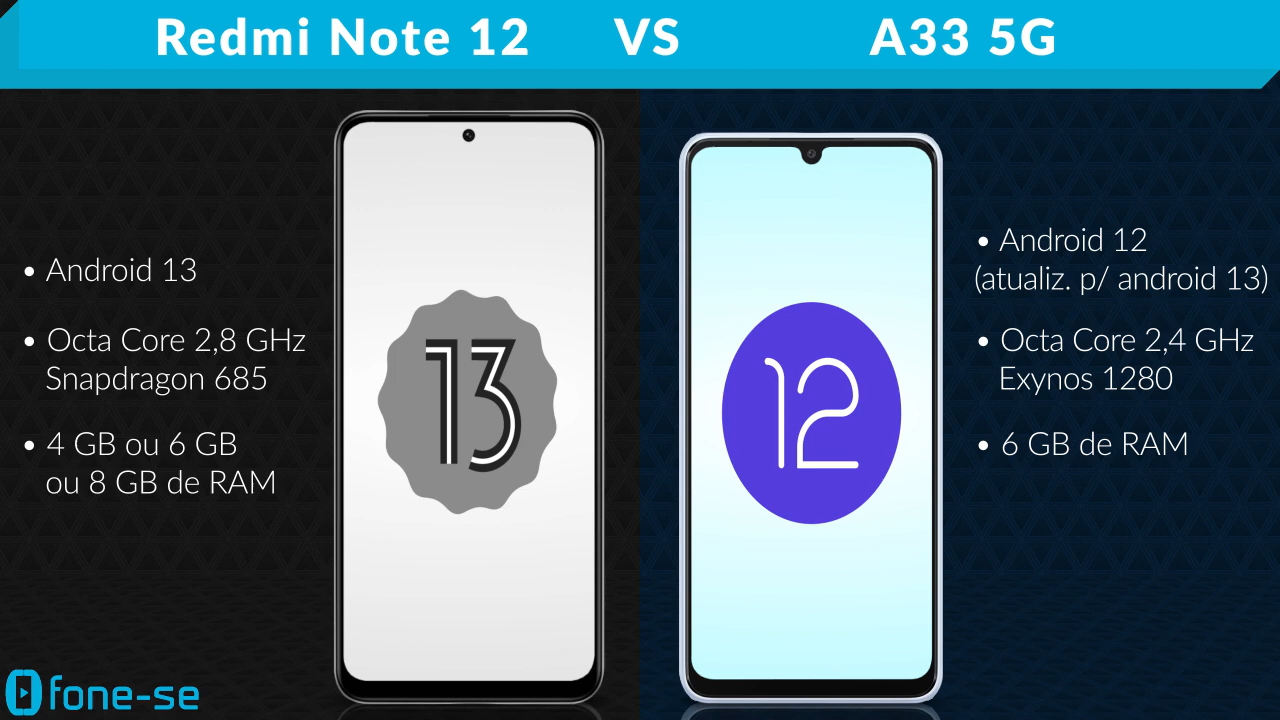 Redmi Note 12 VS A33 5G
• Android 13
• Octa Core 2,8 GHz
Snapdragon 685
• 4 GB ou 6 GB
ou 8 GB de RAM
13
12
• Android 12
(atualiz. p/ android 13)
• Octa Core 2,4 GHz
Exynos 1280
• 6 GB de RAM
fone-se